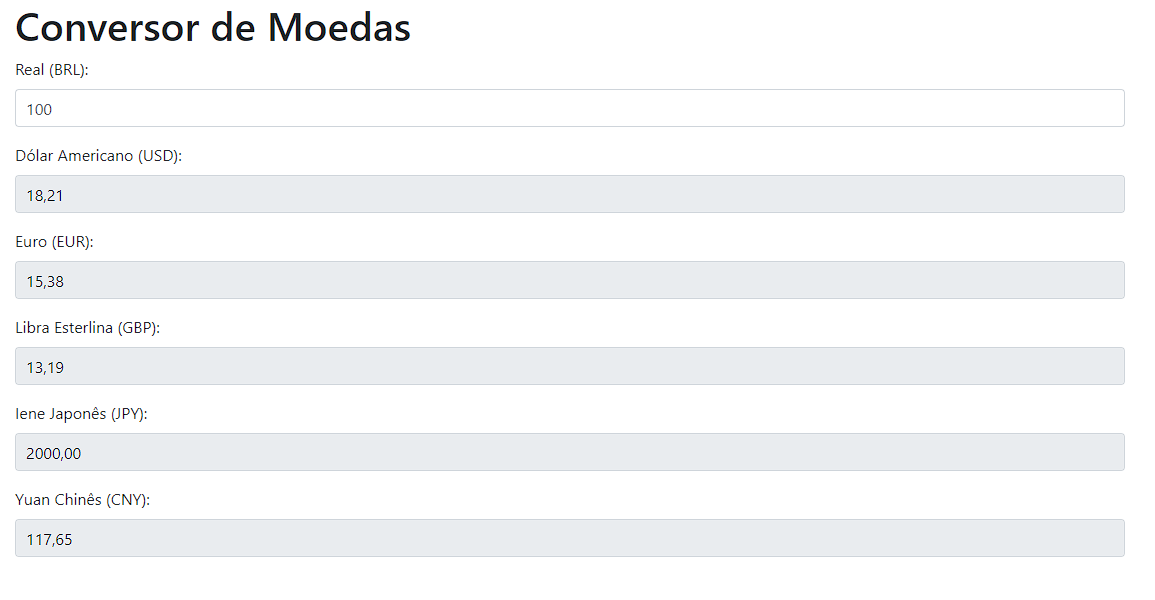 Conversor de Moedas
Real (BRL):
100
Dólar Americano (USD):
18,21
Euro (EUR):
15,38
Libra Esterlina (GBP):
13,19
Iene Japonês (JPY):
2000,00
Yuan Chinês (CNY):
117,65